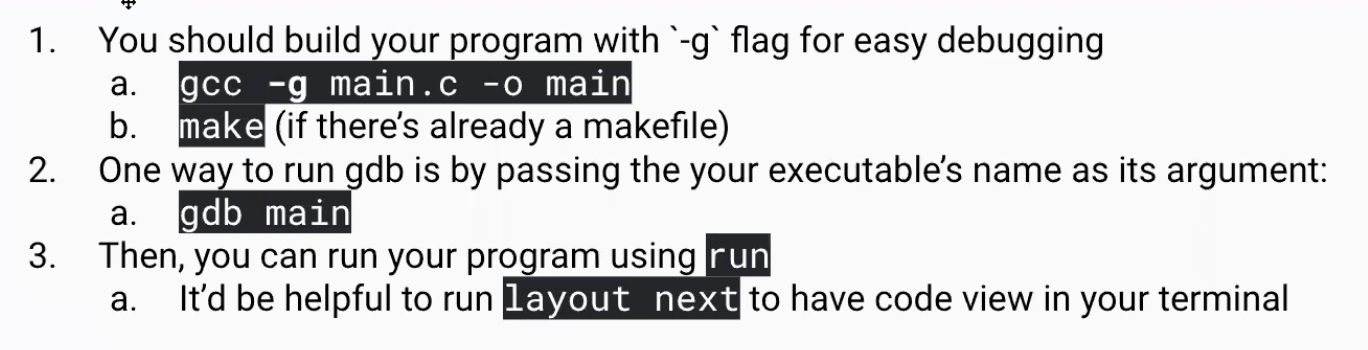 1. You should build your program with `-g` flag for easy debugging
a. gcc -g main.c -o main
b. make (if there’s already a makefile)
2. One way to run gdb is by passing the your executable’s name as its argument:
a. gdb main
3. Then, you can run your program using run
a. It’d be helpful to run layout next to have code view in your terminal